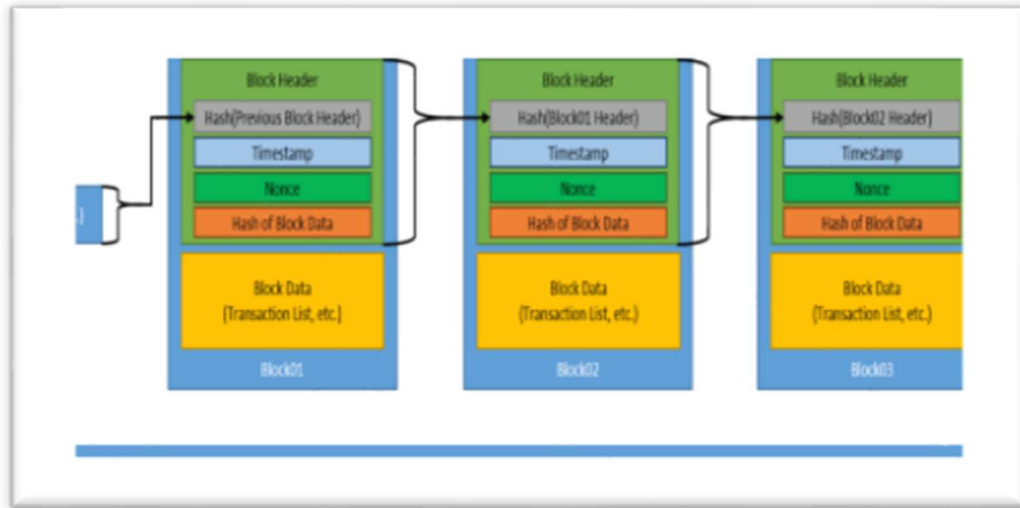 Block Header
Hash(Previous Block Header)
Timestamp
Nonce
Hash of Block Data
Block Data
(Transaction List, etc.)
Block01
Block Header
Hash(Block01 Header)
Timestamp
Nonce
Hash of Block Data
Block Data
(Transaction List, etc.)
Block02
Block Header
Hash(Block02 Header)
Timestamp
Nonce
Hash of Block Data
Block Data
(Transaction List, etc.)
Block03